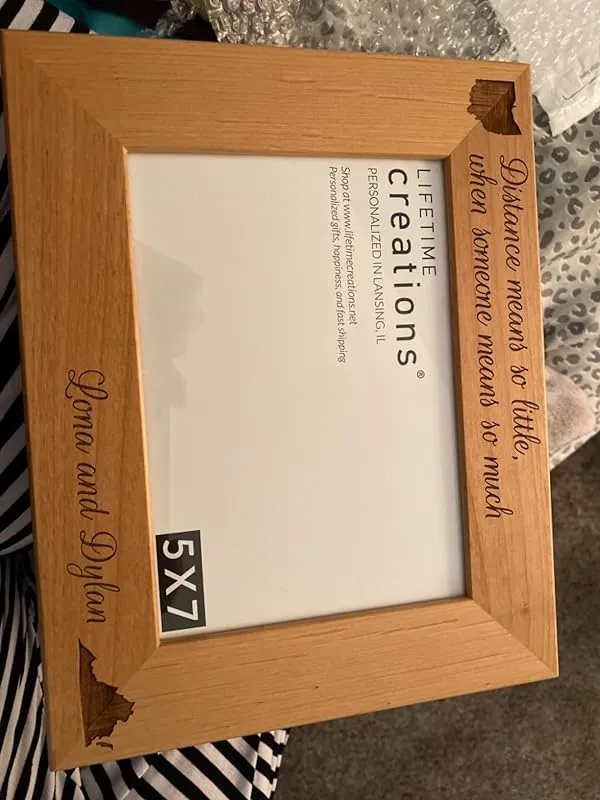 Distance means so little,
when someone means so much
LIFETIME
creations®
PERSONALIZED IN LANSING, IL
Shop at www.lifetimecreations.net
Personalized gifts, happiness, and fast shipping
5X7
Lona and Dylan